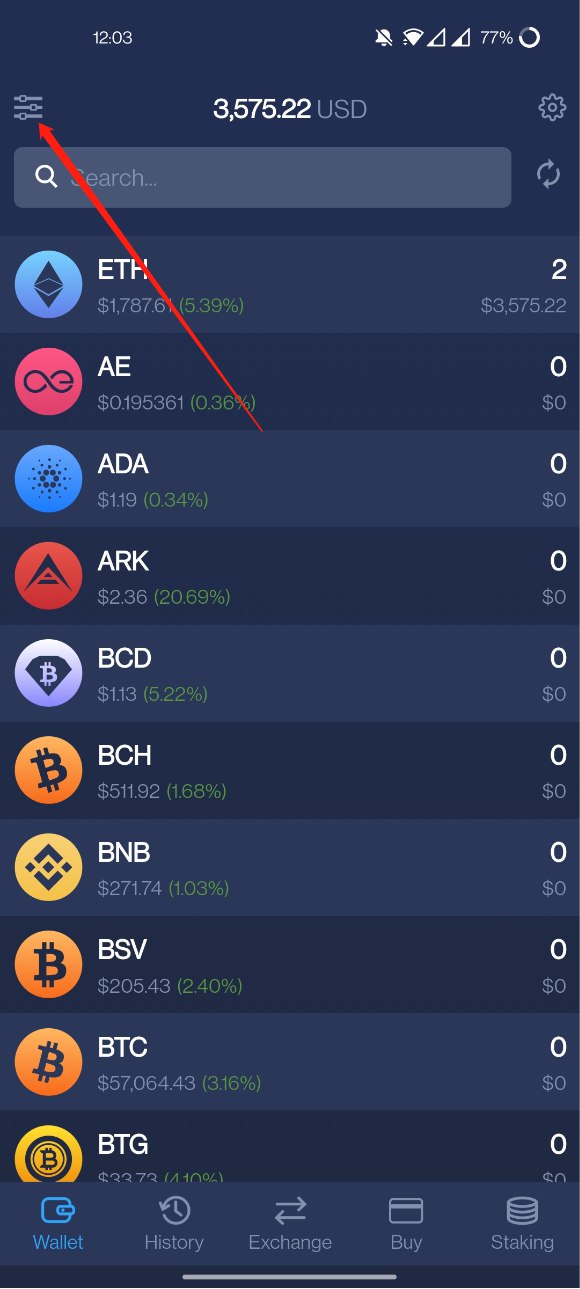 12:03 77%
3,575.22 USD
Search...
ETH 2
$1,787.61 (5.39%) $3,575.22
AE 0
$0.195361 (0.36%) $0
ADA 0
$1.19 (0.34%) $0
ARK 0
$2.36 (20.69%) $0
BCD 0
$1.13 (5.22%) $0
BCH 0
$511.92 (1.68%) $0
BNB 0
$271.74 (1.03%) $0
BSV 0
$205.43 (2.40%) $0
BTC 0
$57,064.43 (3.16%) $0
BTG 0
$33.73 (4.10%) $0
Wallet History Exchange Buy Staking